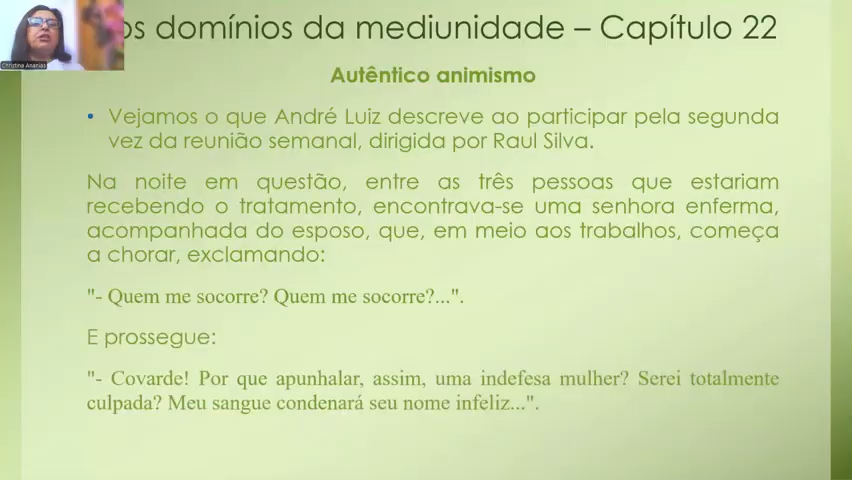 os domínios da mediunidade – Capítulo 22
Christina Ananias
Autêntico animismo
• Vejamos o que André Luiz descreve ao participar pela segunda
vez da reunião semanal, dirigida por Raul Silva.
Na noite em questão, entre as três pessoas que estariam
recebendo o tratamento, encontrava-se uma senhora enferma,
acompanhada do esposo, que, em meio aos trabalhos, começa
a chorar, exclamando:
"- Quem me socorre? Quem me socorre?...".
E prossegue:
"- Covarde! Por que apunhalar, assim, uma indefesa mulher? Serei totalmente
culpada? Meu sangue condenará seu nome infeliz...".